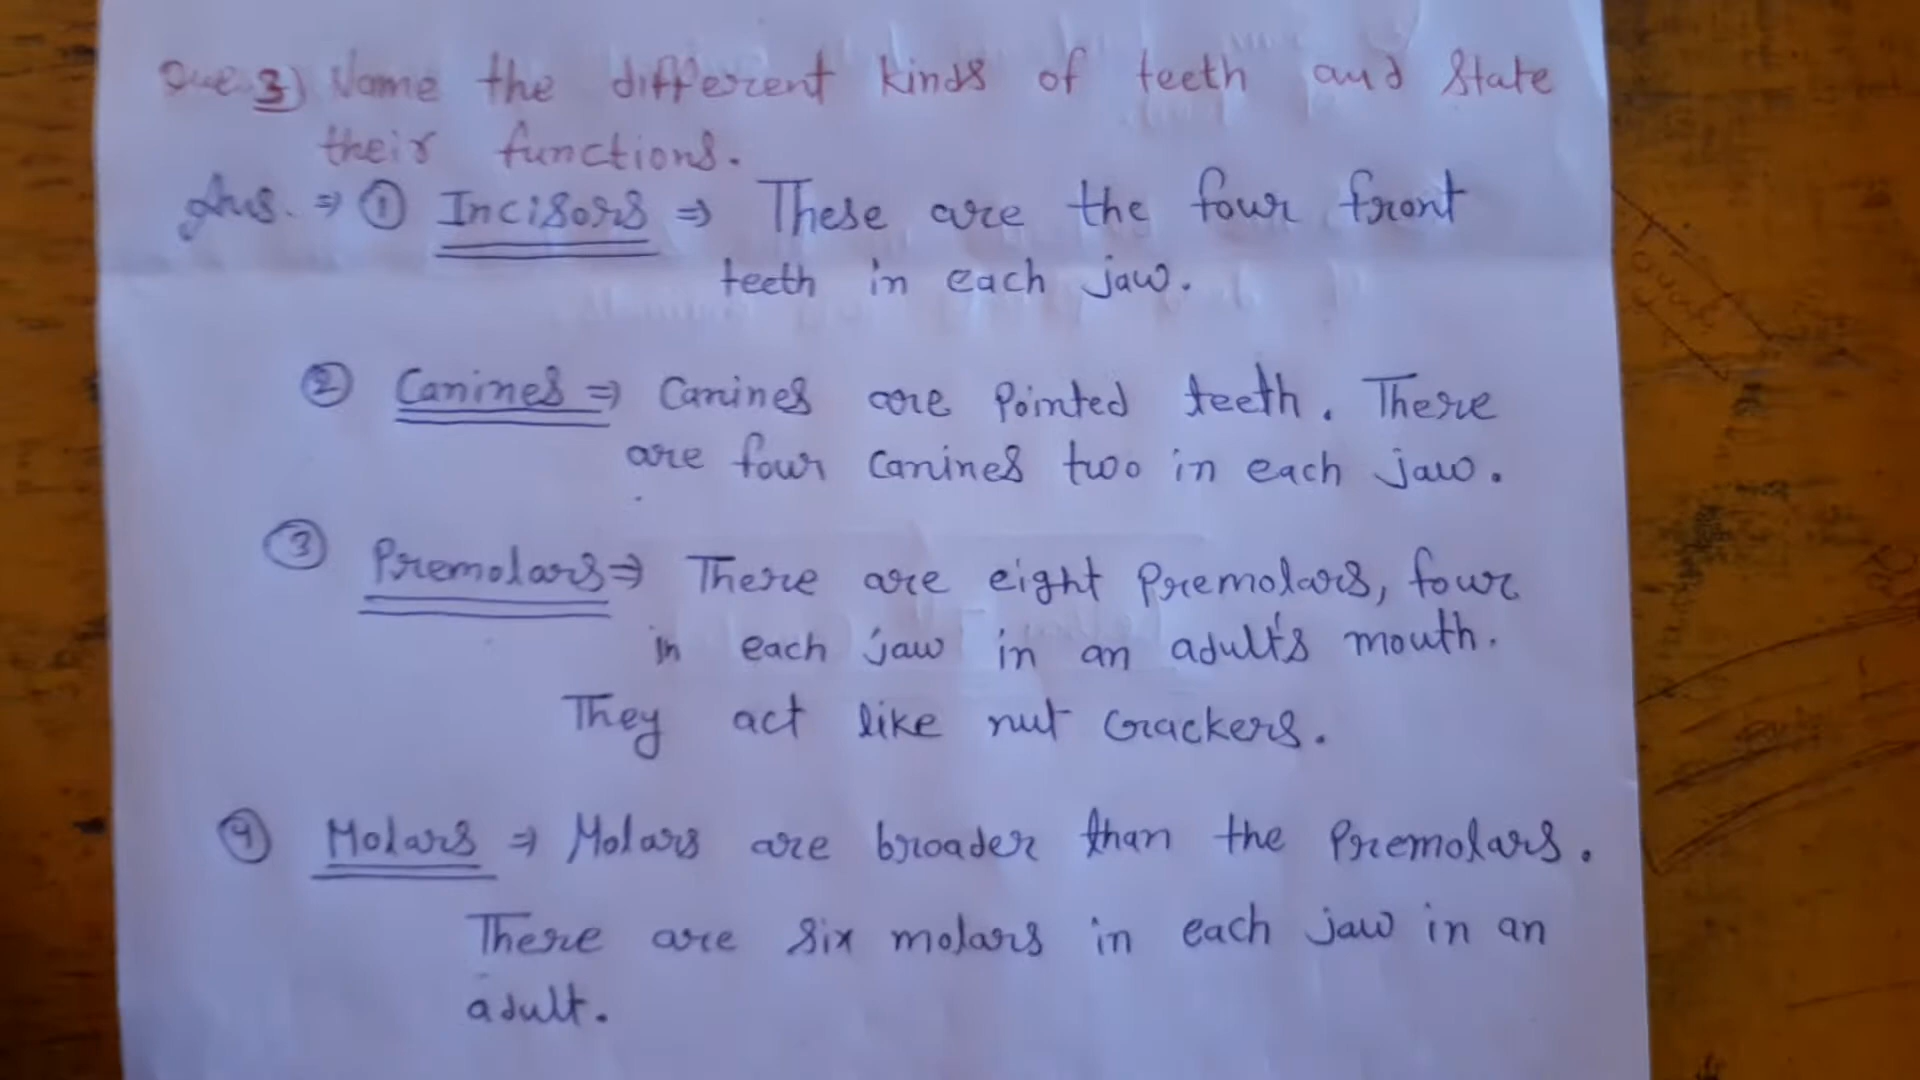 Que.3) Name the different kinds of teeth and state
their functions.
Ans. ⇒ ① Incisors ⇒ These are the four front
teeth in each jaw.
② Canines ⇒ Canines are pointed teeth. There
are four canines two in each jaw.
③ Premolars ⇒ There are eight premolars, four
in each jaw in an adult's mouth.
They act like nut crackers.
④ Molars ⇒ Molars are broader than the premolars.
There are six molars in each jaw in an
adult.